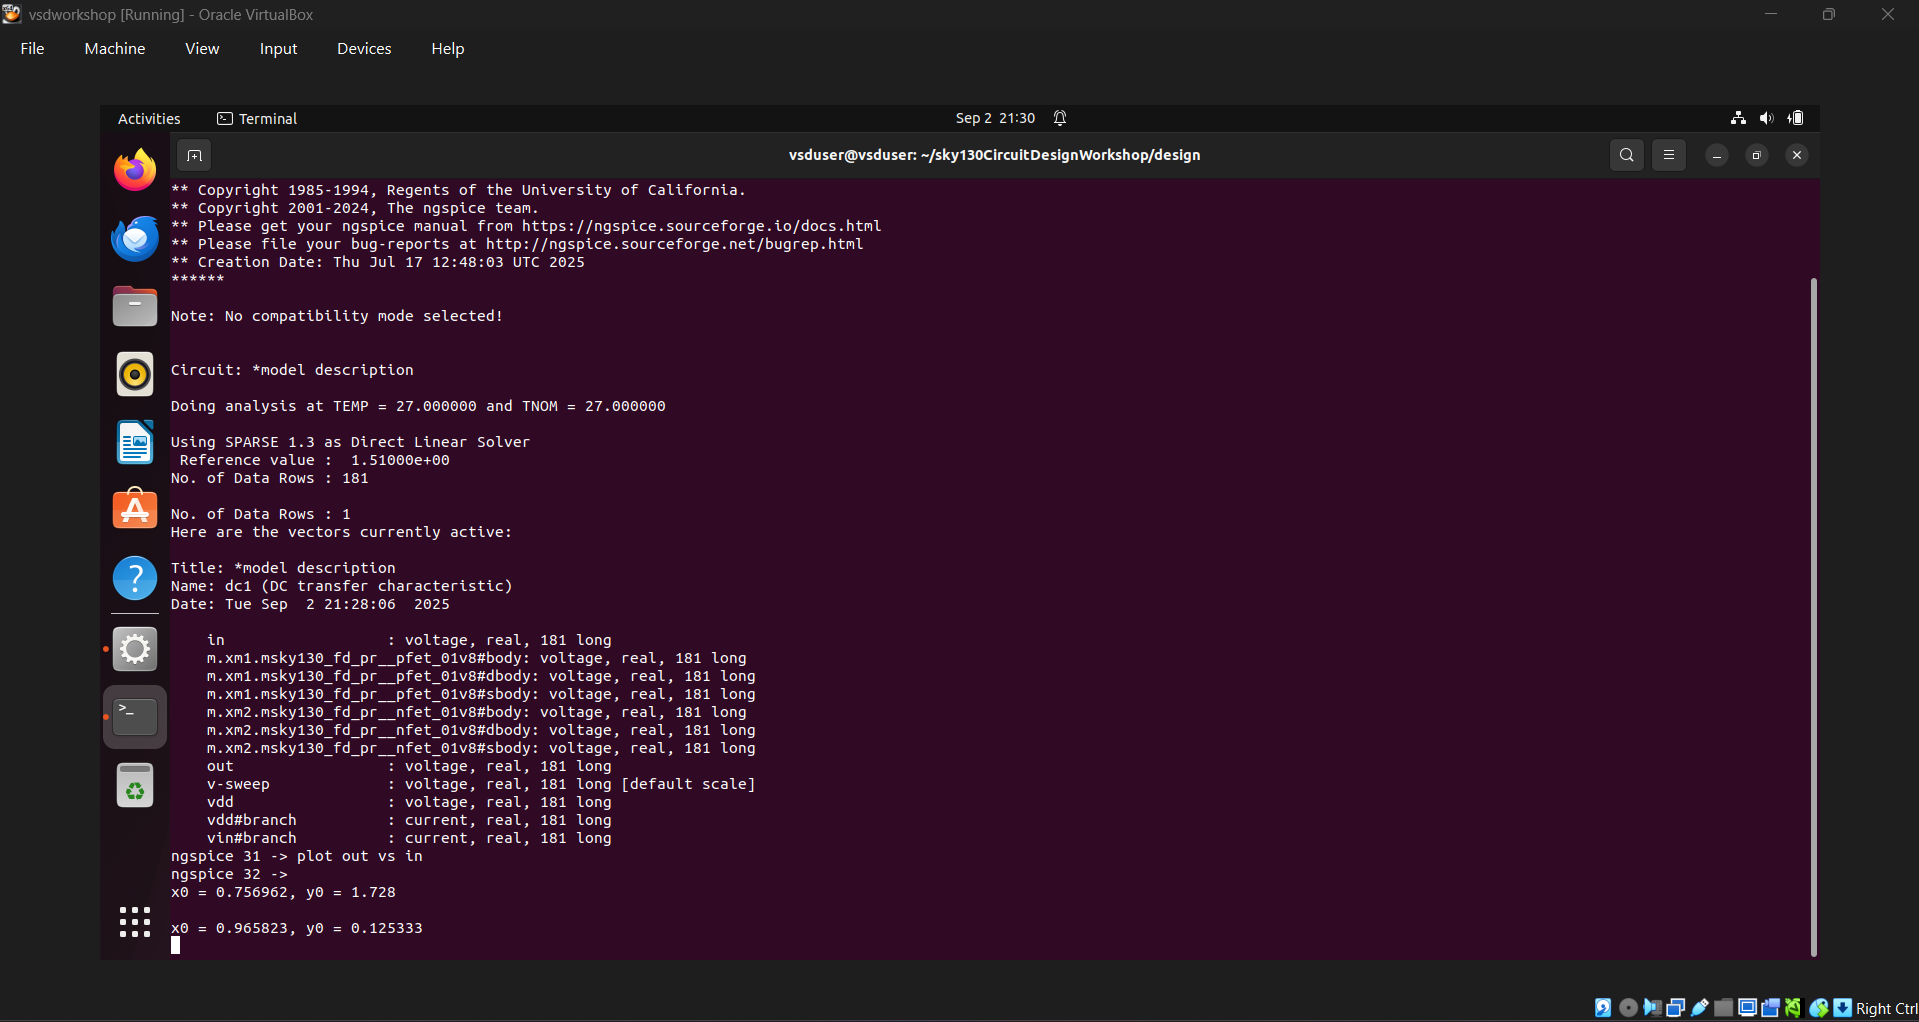 vsdworkshop [Running] - Oracle VirtualBox
File Machine View Input Devices Help
Activities Terminal Sep 2 21:30
vsduser@vsduser: ~/sky130CircuitDesignWorkshop/design
** Copyright 1985-1994, Regents of the University of California.
** Copyright 2001-2024, The ngspice team.
** Please get your ngspice manual from https://ngspice.sourceforge.io/docs.html
** Please file your bug-reports at http://ngspice.sourceforge.net/bugrep.html
** Creation Date: Thu Jul 17 12:48:03 UTC 2025
******
Note: No compatibility mode selected!
Circuit: *model description
Doing analysis at TEMP = 27.000000 and TNOM = 27.000000
Using SPARSE 1.3 as Direct Linear Solver
 Reference value :  1.51000e+00
No. of Data Rows : 181
No. of Data Rows : 1
Here are the vectors currently active:
Title: *model description
Name: dc1 (DC transfer characteristic)
Date: Tue Sep  2 21:28:06  2025
    in                  : voltage, real, 181 long
    m.xm1.msky130_fd_pr__pfet_01v8#body: voltage, real, 181 long
    m.xm1.msky130_fd_pr__pfet_01v8#dbody: voltage, real, 181 long
    m.xm1.msky130_fd_pr__pfet_01v8#sbody: voltage, real, 181 long
    m.xm2.msky130_fd_pr__nfet_01v8#body: voltage, real, 181 long
    m.xm2.msky130_fd_pr__nfet_01v8#dbody: voltage, real, 181 long
    m.xm2.msky130_fd_pr__nfet_01v8#sbody: voltage, real, 181 long
    out                 : voltage, real, 181 long
    v-sweep             : voltage, real, 181 long [default scale]
    vdd                 : voltage, real, 181 long
    vdd#branch          : current, real, 181 long
    vin#branch          : current, real, 181 long
ngspice 31 -> plot out vs in
ngspice 32 ->
x0 = 0.756962, y0 = 1.728
x0 = 0.965823, y0 = 0.125333
Right Ctrl